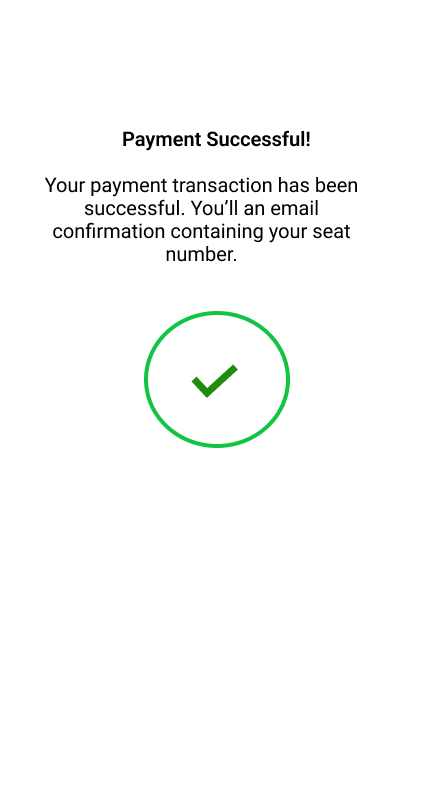 Payment Successful!
Your payment transaction has been
successful. You’ll an email
confirmation containing your seat
number.